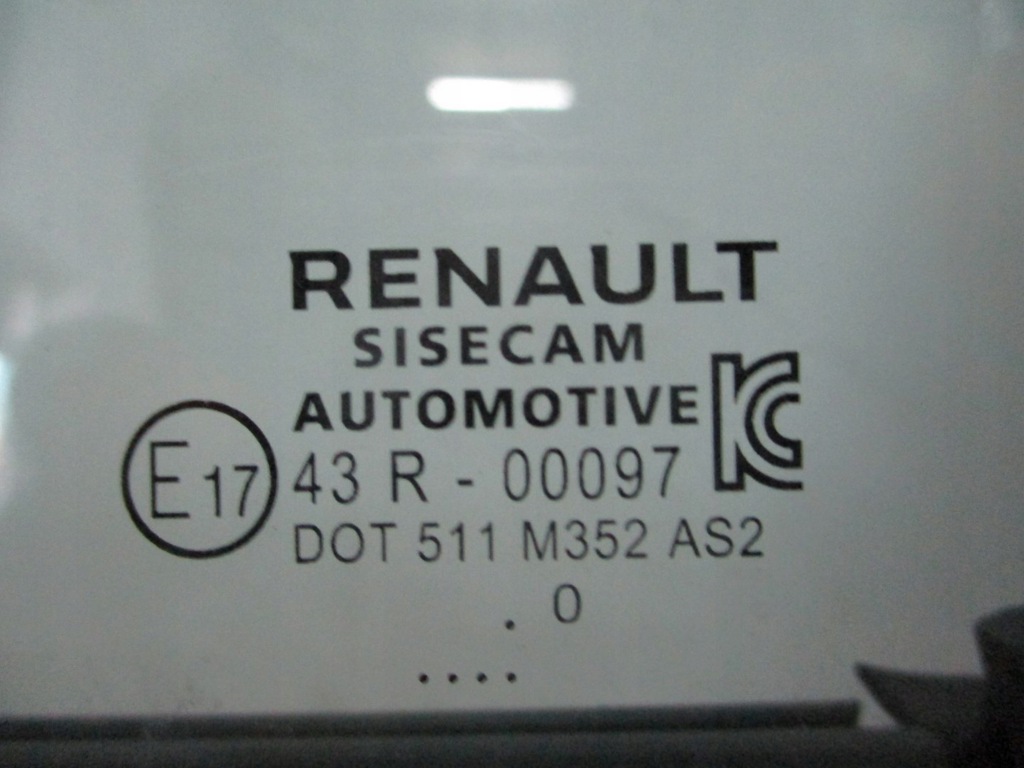 RENAULT
SISECAM
AUTOMOTIVE
E17 43 R - 00097
DOT 511 M352 AS2
. 0
....